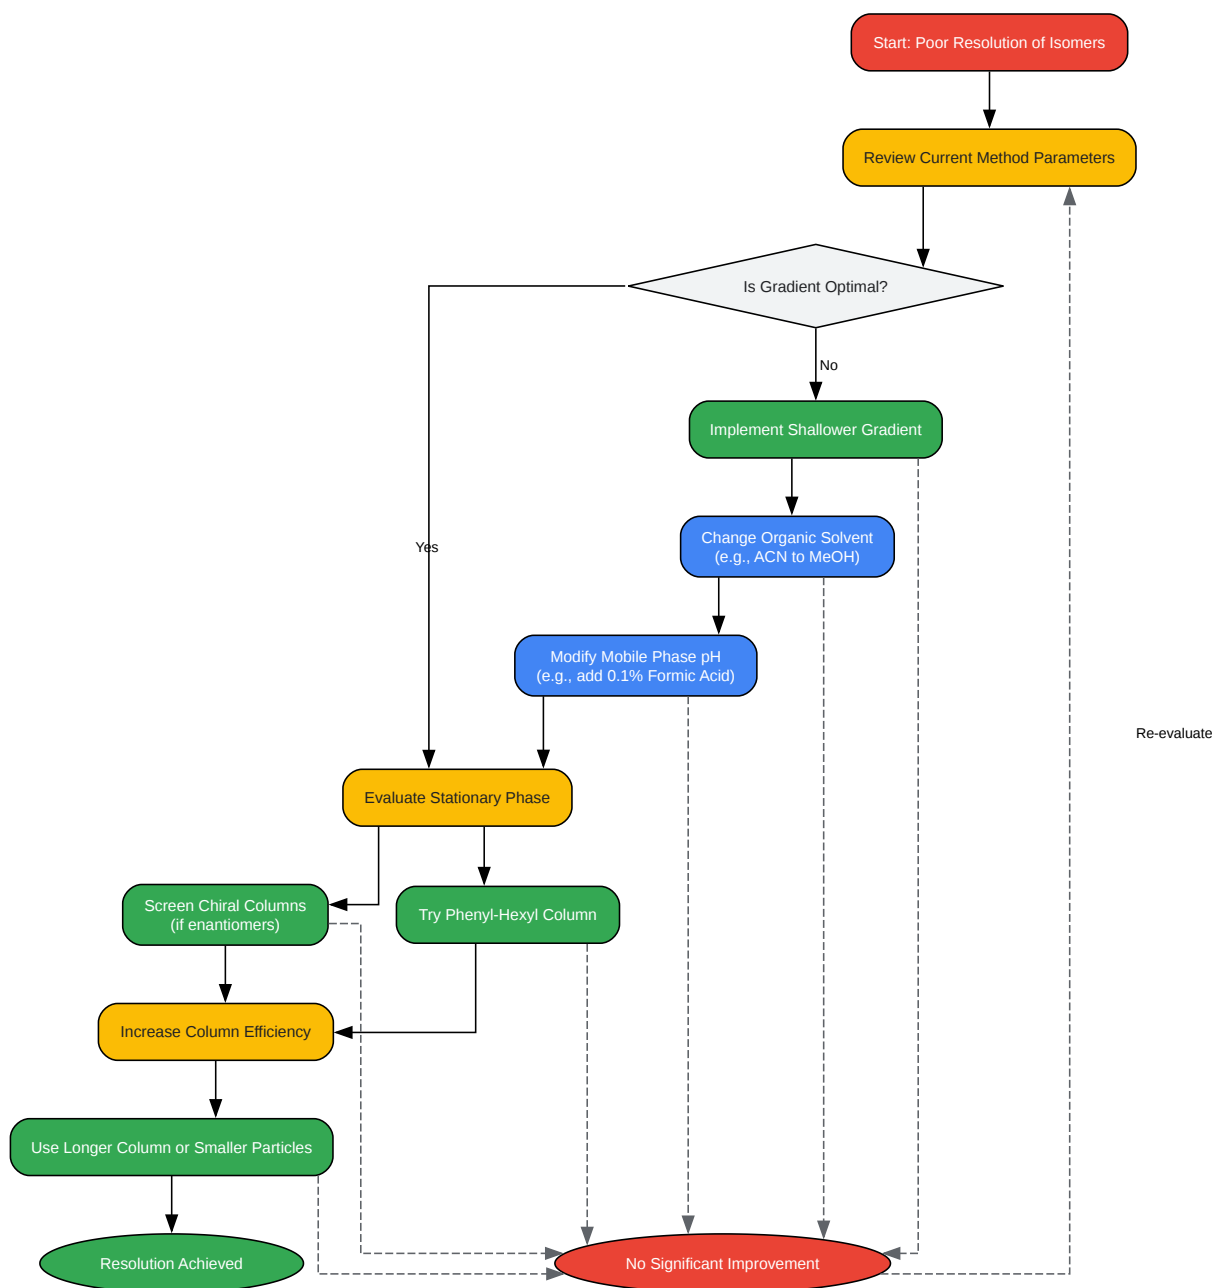 Start: Poor Resolution of Isomers
Review Current Method Parameters
Is Gradient Optimal?
No
Implement Shallower Gradient
Change Organic Solvent
(e.g., ACN to MeOH)
Yes
Modify Mobile Phase pH
(e.g., add 0.1% Formic Acid)
Re-evaluate
Evaluate Stationary Phase
Screen Chiral Columns
(if enantiomers)
Try Phenyl-Hexyl Column
Increase Column Efficiency
Use Longer Column or Smaller Particles
Resolution Achieved
No Significant Improvement